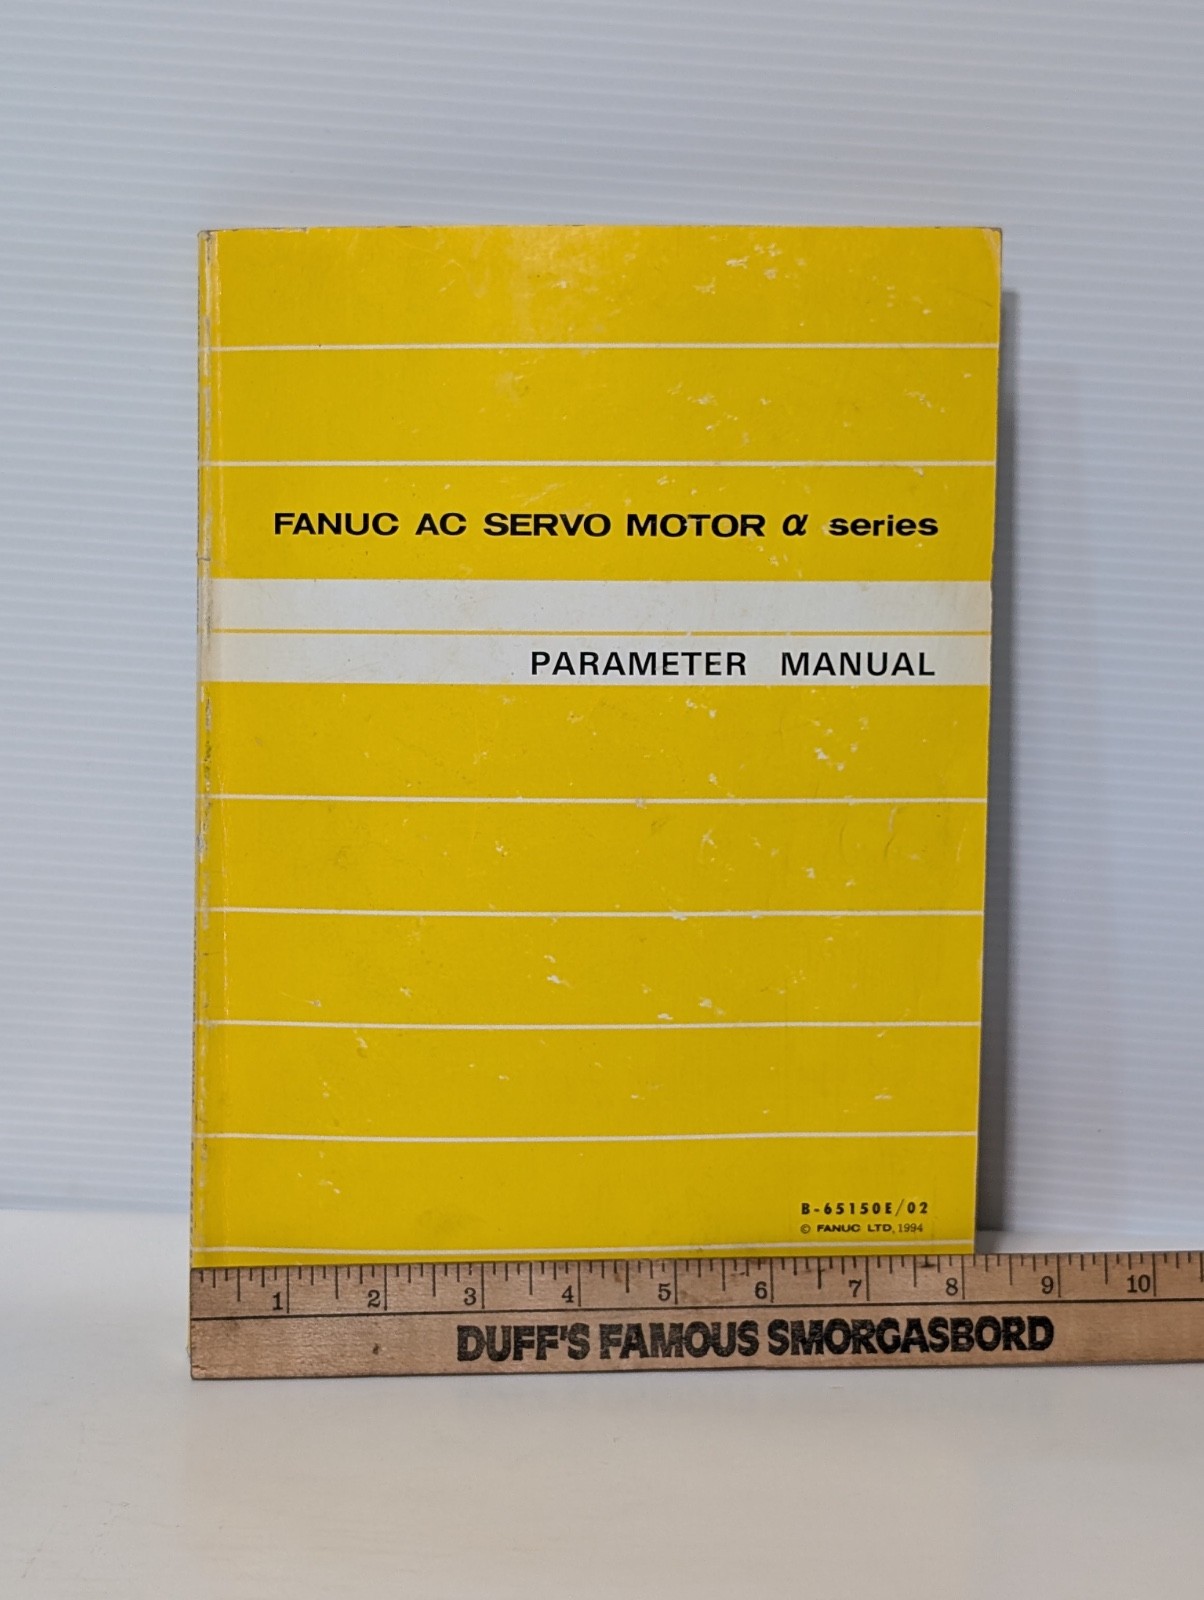 FANUC AC SERVO MOTOR α series
PARAMETER MANUAL
B-65150E/02
© FANUC LTD, 1994
1 2 3 4 5 6 7 8 9 10
DUFF'S FAMOUS SMORGASBORD